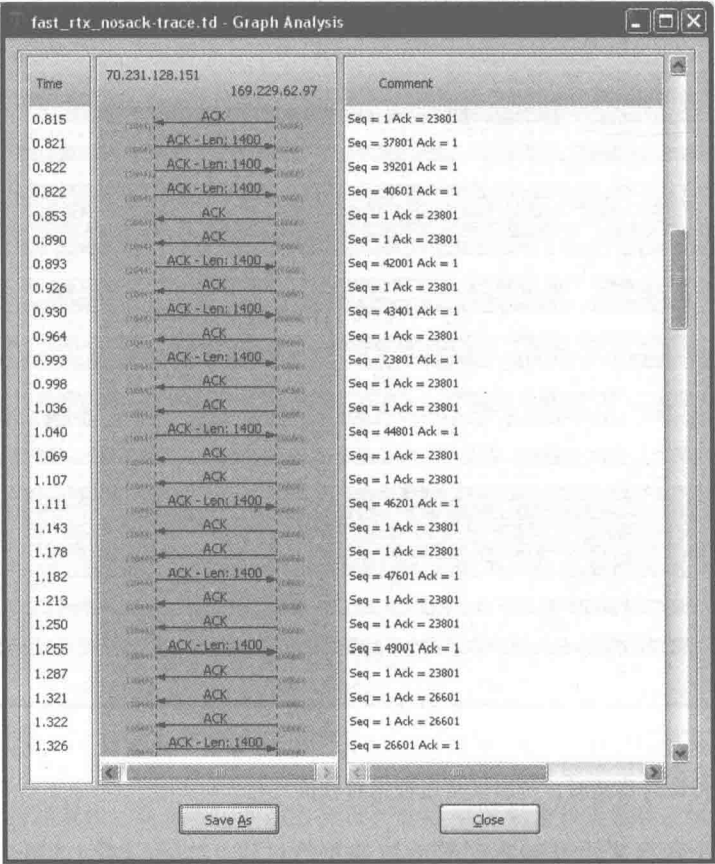 fast_rtx_nosack-trace.td - Graph Analysis
Time
70.231.128.151
169.229.62.97
Comment
0.815 ACK Seq = 1 Ack = 23801
0.821 ACK - Len: 1400 Seq = 37801 Ack = 1
0.822 ACK - Len: 1400 Seq = 39201 Ack = 1
0.822 ACK - Len: 1400 Seq = 40601 Ack = 1
0.853 ACK Seq = 1 Ack = 23801
0.890 ACK Seq = 1 Ack = 23801
0.893 ACK - Len: 1400 Seq = 42001 Ack = 1
0.926 ACK Seq = 1 Ack = 23801
0.930 ACK - Len: 1400 Seq = 43401 Ack = 1
0.964 ACK Seq = 1 Ack = 23801
0.993 ACK - Len: 1400 Seq = 23801 Ack = 1
0.998 ACK Seq = 1 Ack = 23801
1.036 ACK Seq = 1 Ack = 23801
1.040 ACK - Len: 1400 Seq = 44801 Ack = 1
1.069 ACK Seq = 1 Ack = 23801
1.107 ACK Seq = 1 Ack = 23801
1.111 ACK - Len: 1400 Seq = 46201 Ack = 1
1.143 ACK Seq = 1 Ack = 23801
1.178 ACK Seq = 1 Ack = 23801
1.182 ACK - Len: 1400 Seq = 47601 Ack = 1
1.213 ACK Seq = 1 Ack = 23801
1.250 ACK Seq = 1 Ack = 23801
1.255 ACK - Len: 1400 Seq = 49001 Ack = 1
1.287 ACK Seq = 1 Ack = 23801
1.321 ACK Seq = 1 Ack = 26601
1.322 ACK Seq = 1 Ack = 26601
1.326 ACK - Len: 1400 Seq = 26601 Ack = 1
Save As
Close